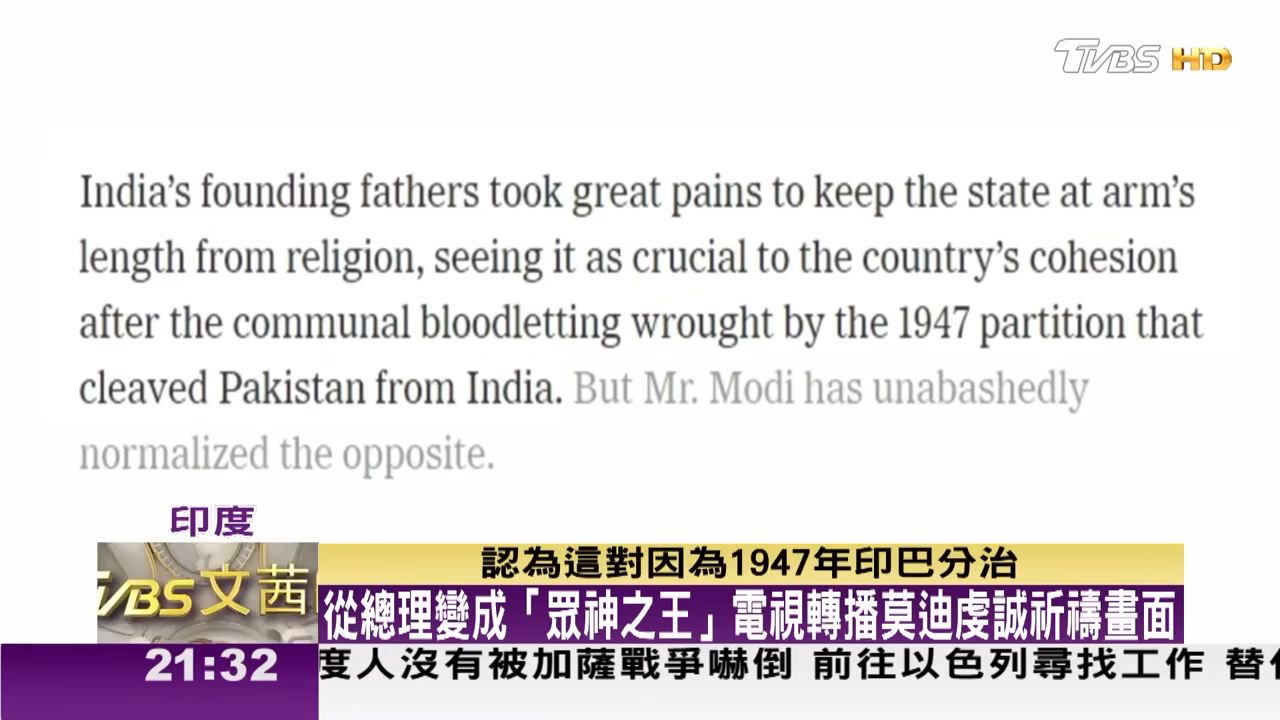 TVBS HD
India’s founding fathers took great pains to keep the state at arm’s
length from religion, seeing it as crucial to the country’s cohesion
after the communal bloodletting wrought by the 1947 partition that
cleaved Pakistan from India. But Mr. Modi has unabashedly
normalized the opposite.
印度
TVBS文茜
認為這對因為1947年印巴分治
從總理變成「眾神之王」電視轉播莫迪虔誠祈禱畫面
21:32
度人沒有被加薩戰爭嚇倒 前往以色列尋找工作 替